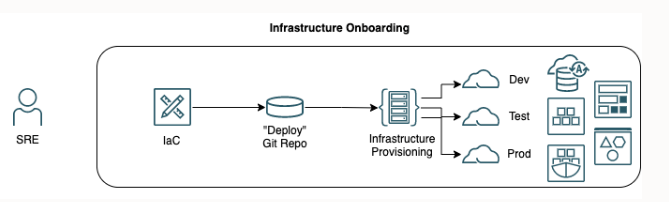 Infrastructure Onboarding
SRE
IaC
"Deploy"
Git Repo
Infrastructure
Provisioning
Dev
Test
Prod
A